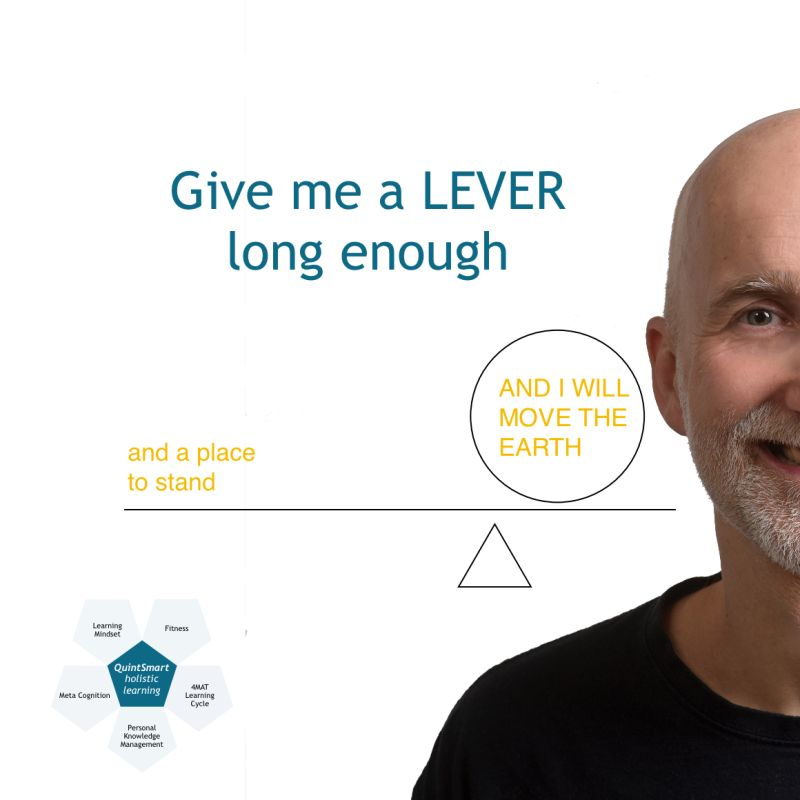 Give me a LEVER
long enough
AND I WILL
MOVE THE
EARTH
and a place
to stand
Learning
Mindset
Fitness
QuintSmart
holistic
learning
Meta Cognition
4MAT
Learning
Cycle
Personal
Knowledge
Management